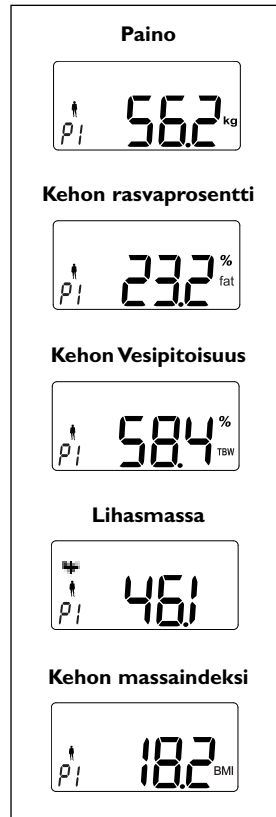 Paino
P1 56.2 kg
Kehon rasvaprosentti
P1 23.2 % fat
Kehon Vesipitoisuus
P1 58.4 % TBW
Lihasmassa
P1 46.1
Kehon massaindeksi
P1 18.2 BMI